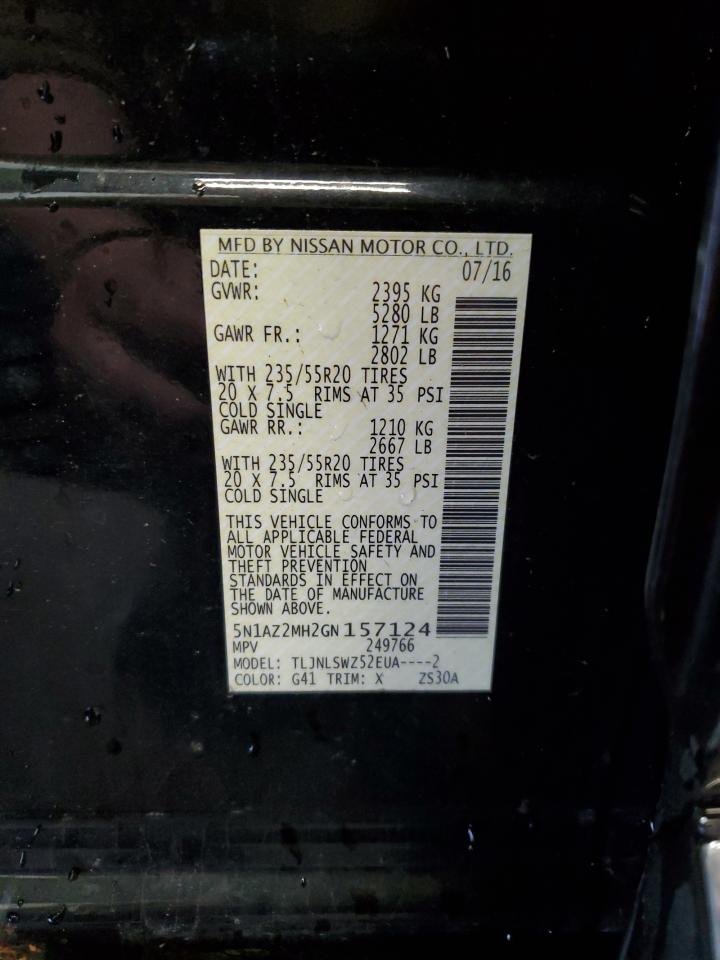 MFD BY NISSAN MOTOR CO., LTD.
DATE: 07/16
GVWR: 2395 KG
5280 LB
GAWR FR.: 1271 KG
2802 LB
WITH 235/55R20 TIRES
20 X 7.5 RIMS AT 35 PSI
COLD SINGLE
GAWR RR.: 1210 KG
2667 LB
WITH 235/55R20 TIRES
20 X 7.5 RIMS AT 35 PSI
COLD SINGLE
THIS VEHICLE CONFORMS TO
ALL APPLICABLE FEDERAL
MOTOR VEHICLE SAFETY AND
THEFT PREVENTION
STANDARDS IN EFFECT ON
THE DATE OF MANUFACTURE
SHOWN ABOVE.
5N1AZ2MH2GN157124
MPV 249766
MODEL: TLJNLSWZ52EUA----2
COLOR: G41 TRIM: X ZS30A